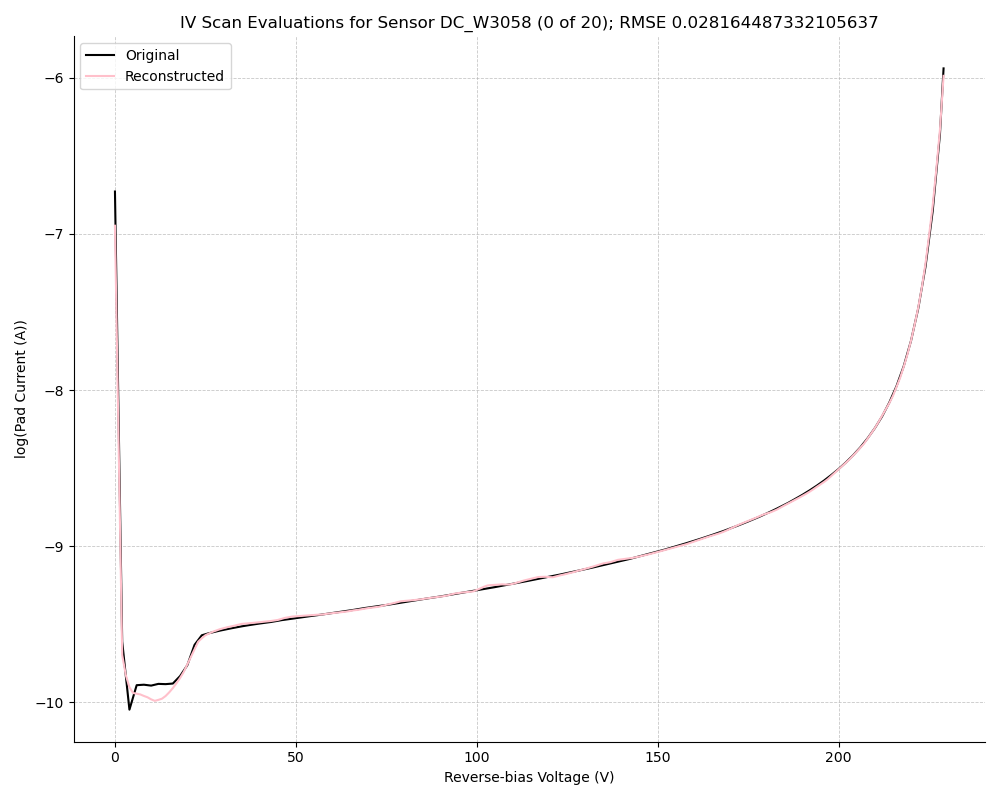 IV Scan Evaluations for Sensor DC_W3058 (0 of 20); RMSE 0.028164487332105637
Original
Reconstructed
−6
−7
−8
−9
−10
log(Pad Current (A))
0
50
100
150
200
Reverse-bias Voltage (V)